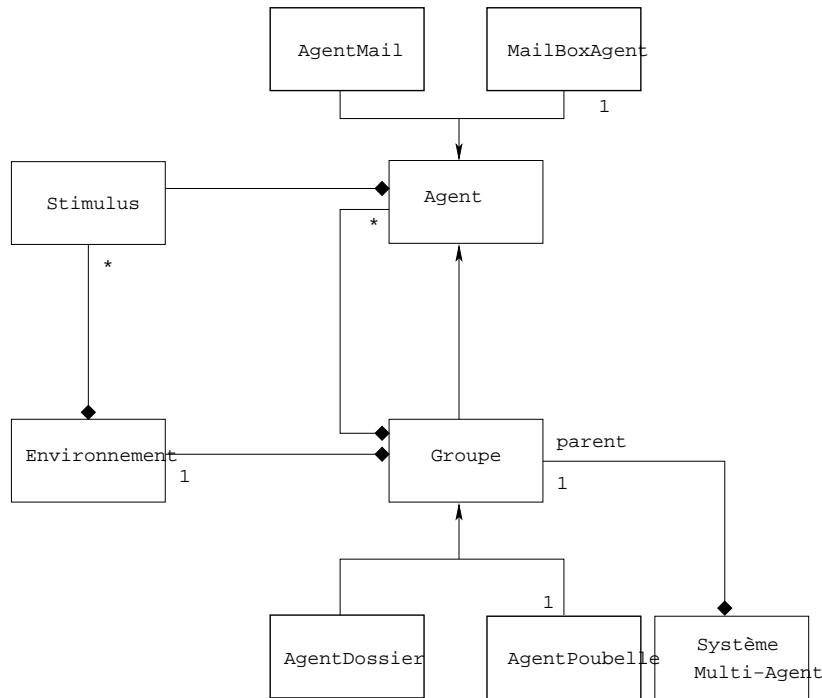 AgentMail
MailBoxAgent
1
Stimulus
Agent
*
*
Environnement
1
Groupe
parent
1
1
AgentDossier
AgentPoubelle
Système
Multi-Agent